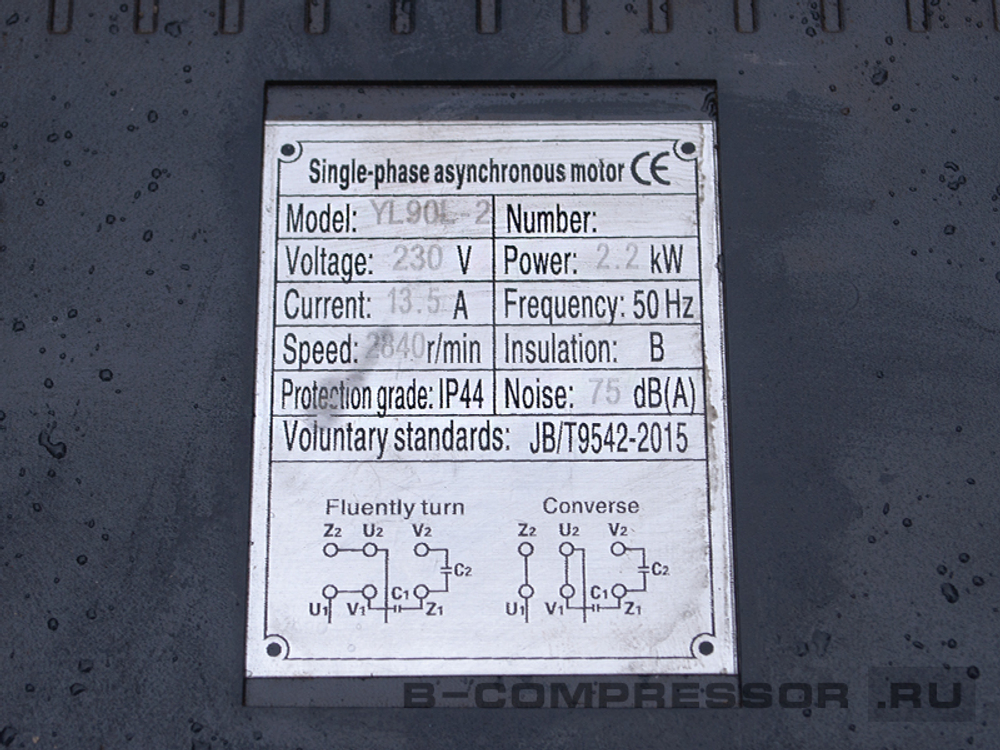 Single-phase asynchronous motor CE
Model: YL90L-2 Number:
Voltage: 230 V Power: 2.2 kW
Current: 13.5 A Frequency: 50 Hz
Speed: 2840 r/min Insulation: B
Protection grade: IP44 Noise: 75 dB(A)
Voluntary standards: JB/T9542-2015
Fluently turn Converse
Z2 U2 V2 Z2 U2 V2
C2 C2
U1 V1 C1 Z1 U1 V1 C1 Z1
B-COMPRESSOR.RU